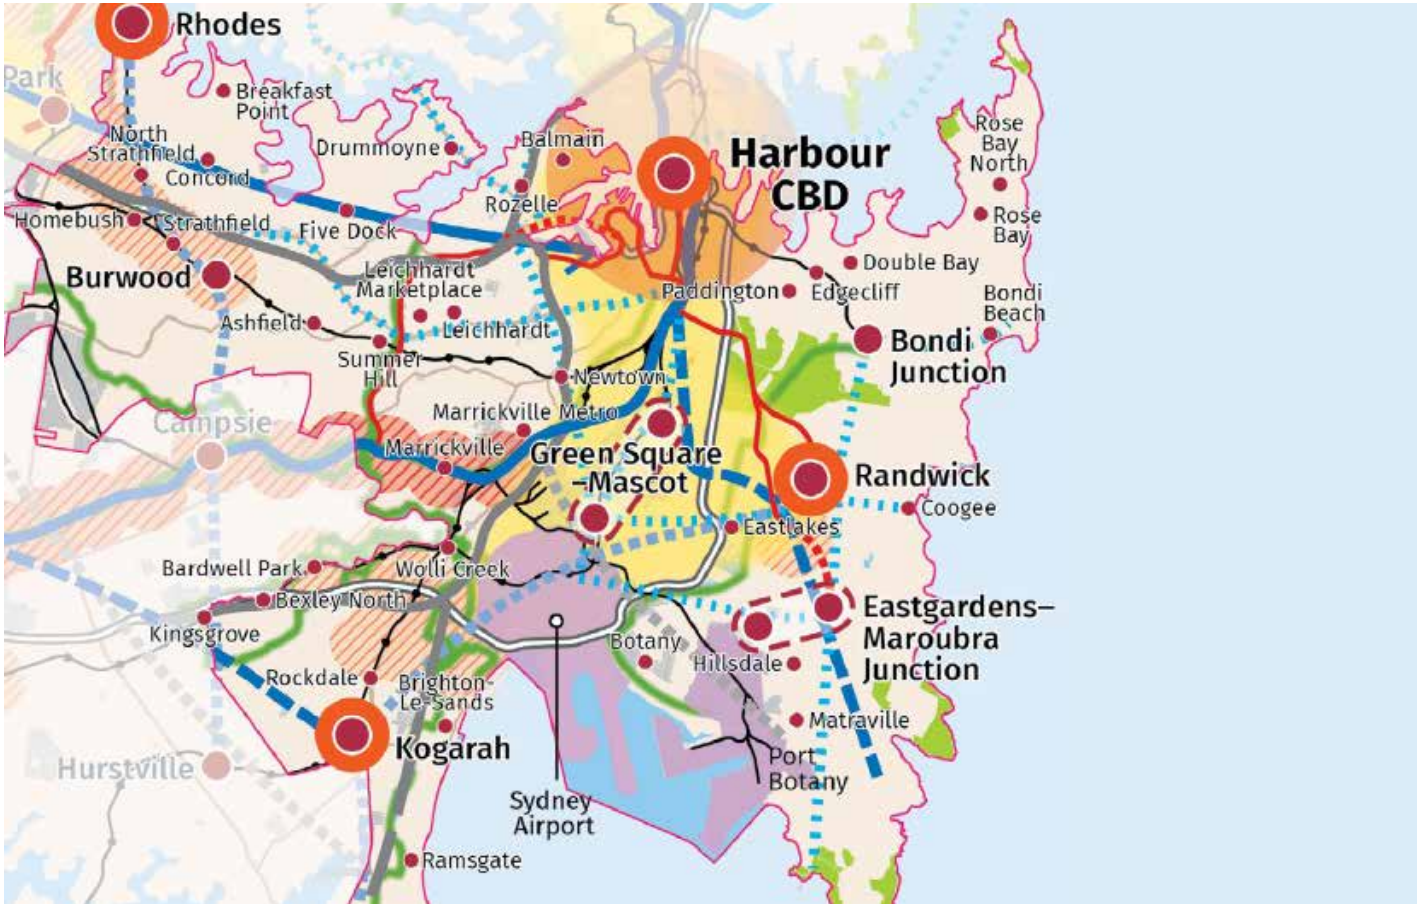 Rhodes
Park
Breakfast
Point
North
Strathfield
Concord
Drummoyne
Balmain
Rozelle
Harbour
CBD
Rose
Bay
North
Rose
Bay
Homebush
Strathfield
Five Dock
Burwood
Leichhardt
Marketplace
Leichhardt
Paddington
Edgecliff
Double Bay
Bondi
Beach
Ashfield
Summer
Hill
Newtown
Bondi
Junction
Campsie
Marrickville Metro
Marrickville
Green Square
–Mascot
Randwick
Coogee
Eastlakes
Bardwell Park
Wolli Creek
Bexley North
Kingsgrove
Eastgardens–
Maroubra
Junction
Botany
Hillsdale
Rockdale
Brighton-
Le-Sands
Kogarah
Matraville
Port
Botany
Hurstville
Sydney
Airport
Ramsgate